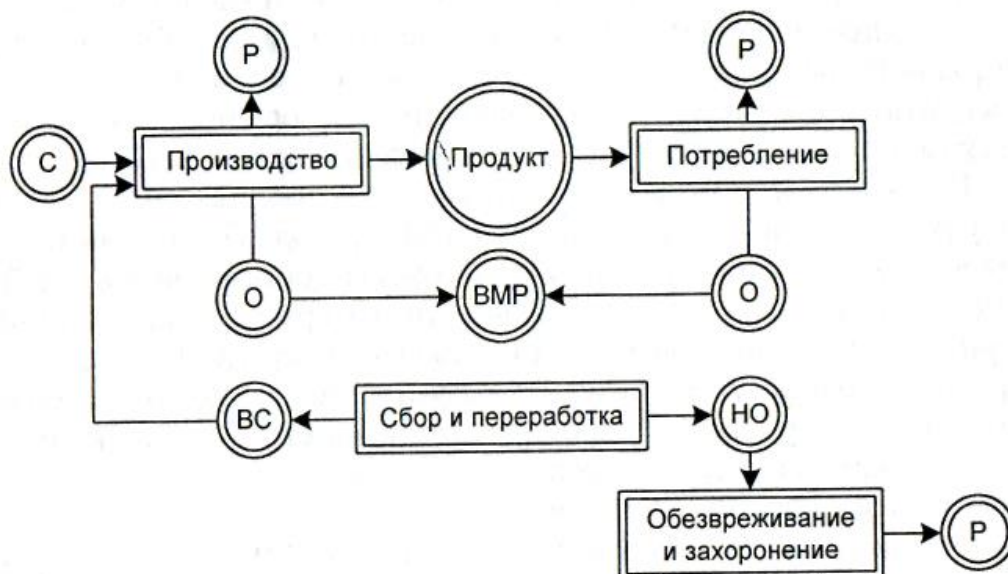 Р
Р
С
Производство
Продукт
Потребление
О
ВМР
О
ВС
Сбор и переработка
НО
Обезвреживание
и захоронение
Р